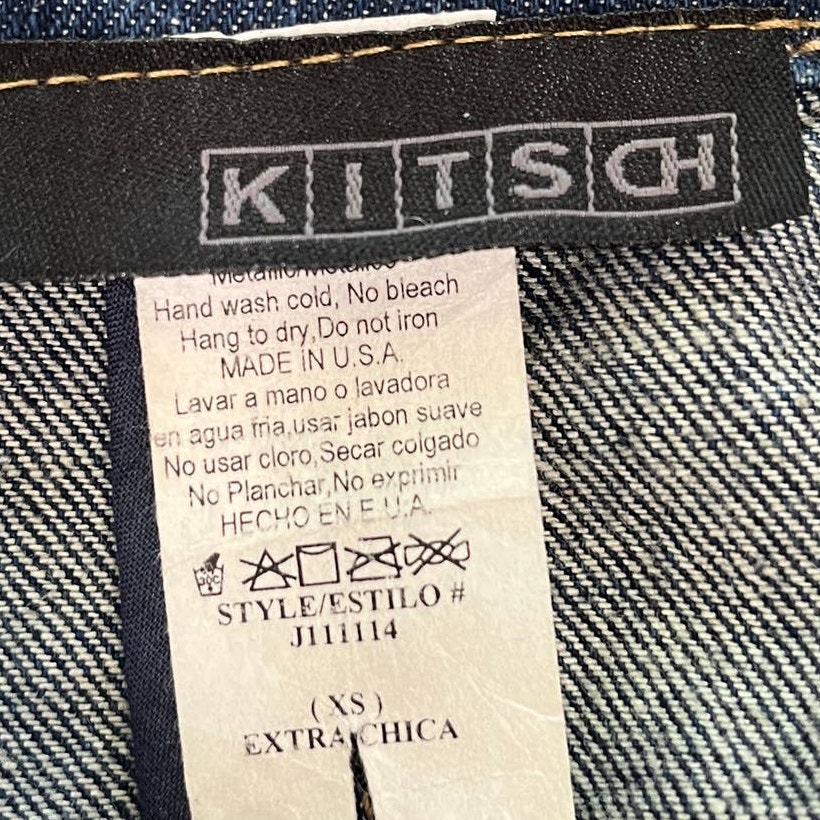 KITSCH
Hand wash cold, No bleach
Hang to dry,Do not iron
MADE IN U.S.A.
Lavar a mano o lavadora
en agua fria,usar jabon suave
No usar cloro,Secar colgado
No Planchar,No exprimir
HECHO EN E.U.A.
30C
STYLE/ESTILO #
J111114
( XS )
EXTRA CHICA